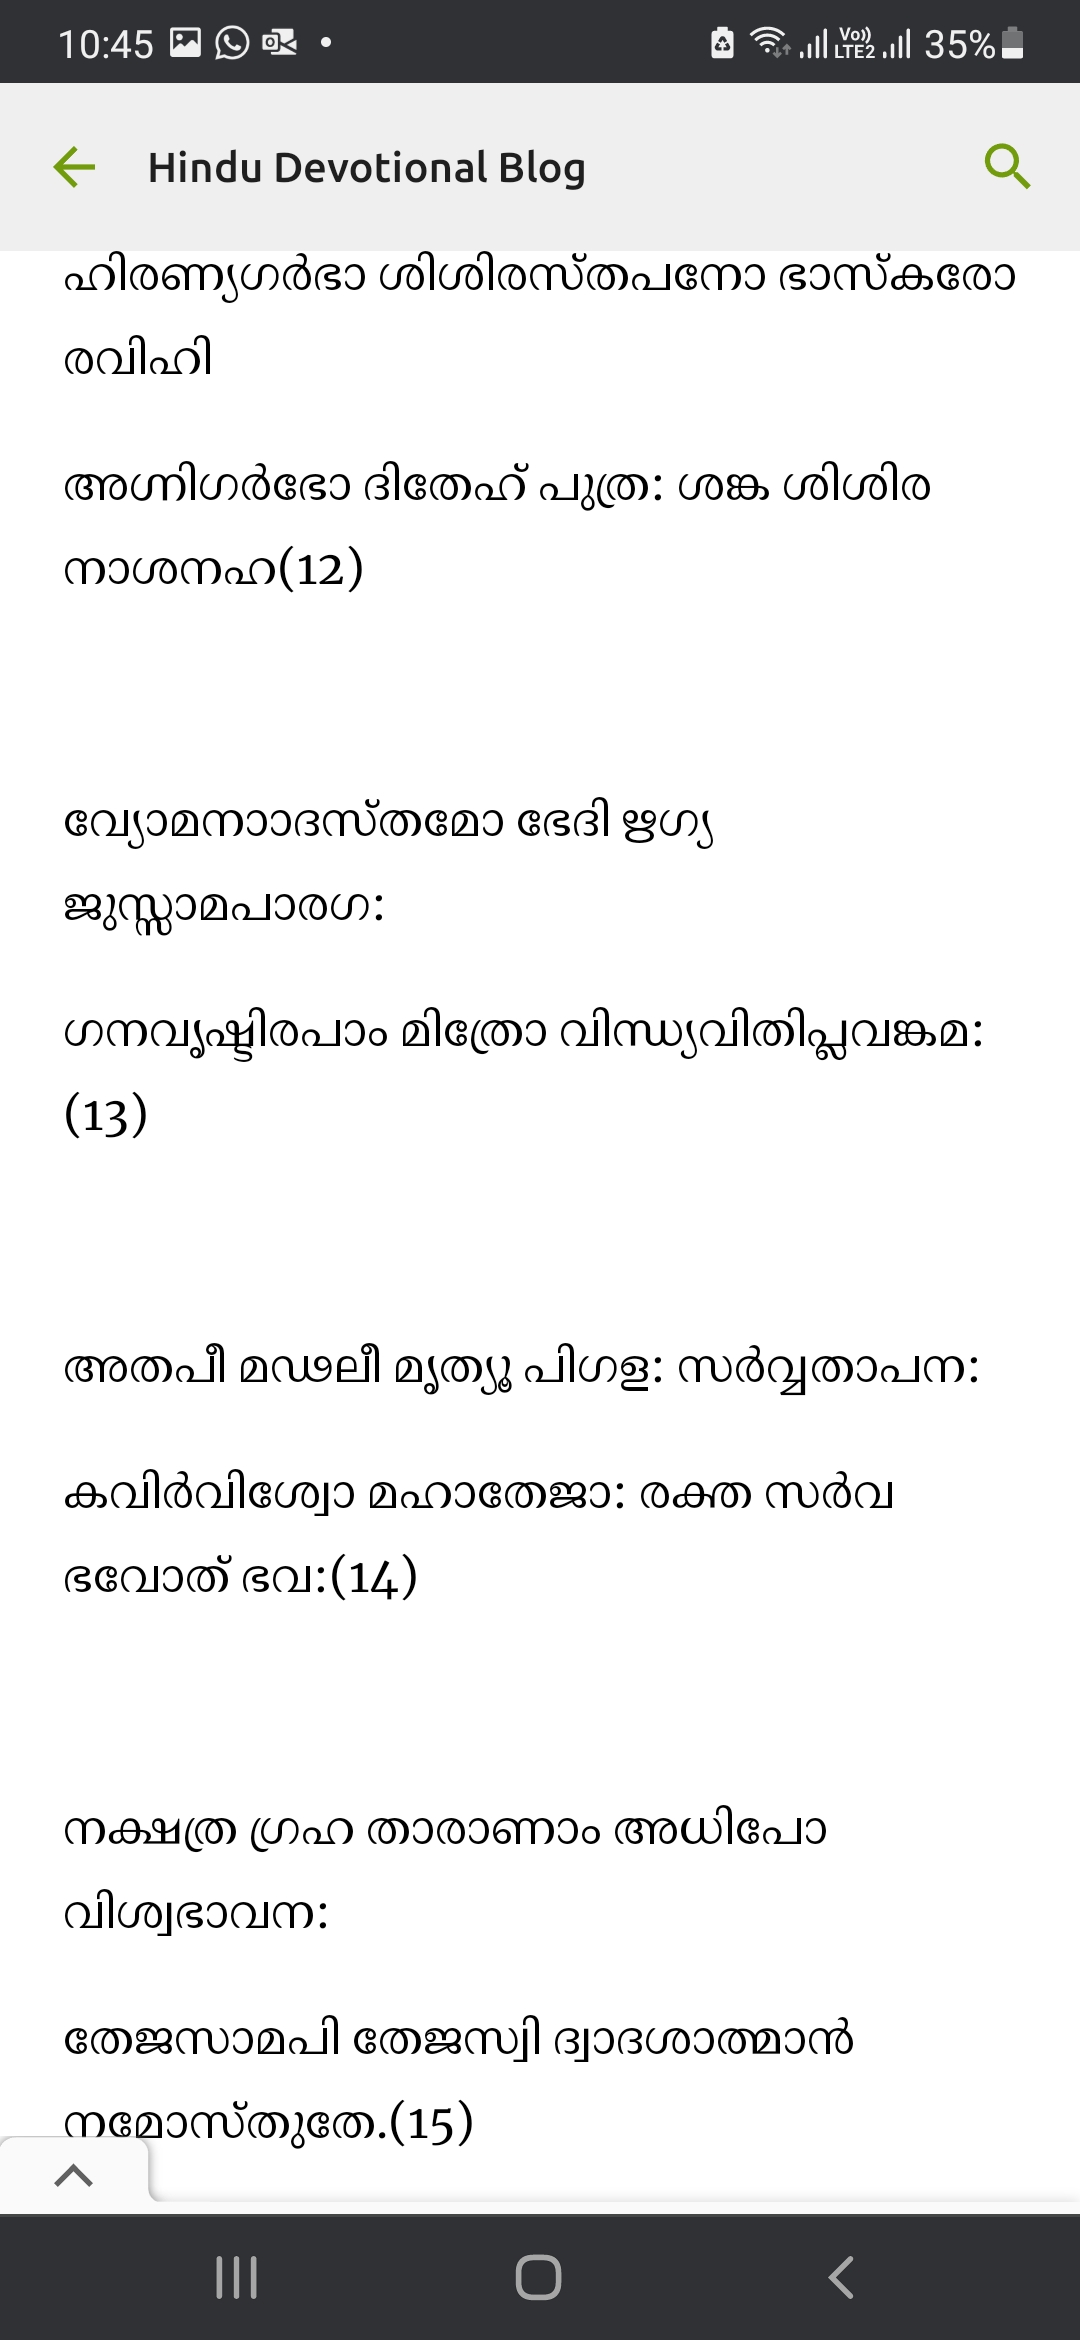 10:45
Vo)) LTE2 35%
Hindu Devotional Blog
ഹിരണ്യഗർഭാ ശിശിരസ്തപനോ ഭാസ്കരോ
രവിഹി
അഗ്നിഗർഭോ ദിതേഹ് പുത്ര: ശങ്ക ശിശിര
നാശനഹ(12)
വ്യോമനാാദസ്തമോ ഭേദി ഋഗ്യ
ജുസ്സാമപാരഗ:
ഗനവൃഷ്ടിരപാം മിത്രോ വിന്ധ്യവിതിപ്ലവങ്കമ:
(13)
അതപീ മഢലീ മൃത്യൂ പിഗള: സർവ്വതാപന:
കവിർവിശ്വോ മഹാതേജാ: രക്ത സർവ
ഭവോത് ഭവ:(14)
നക്ഷത്ര ഗ്രഹ താരാണാം അധിപോ
വിശ്വഭാവന:
തേജസാമപി തേജസ്വി ദ്വാദശാത്മാൻ
നമോസ്തുതേ.(15)